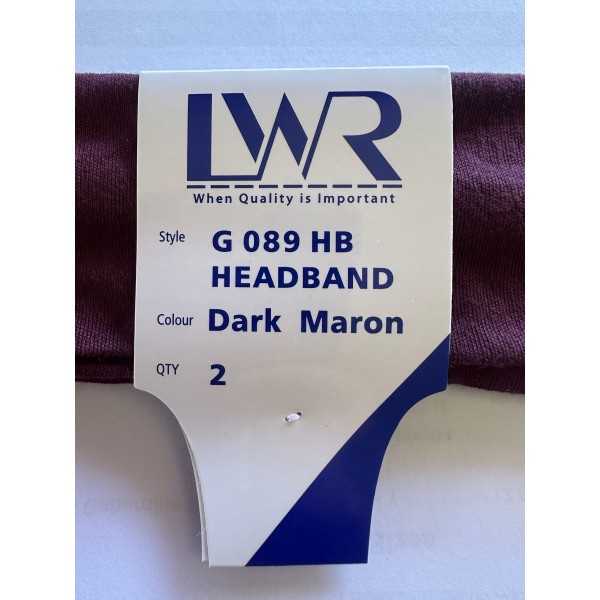 LWR
When Quality is Important
Style G 089 HB
HEADBAND
Colour Dark Maron
QTY 2